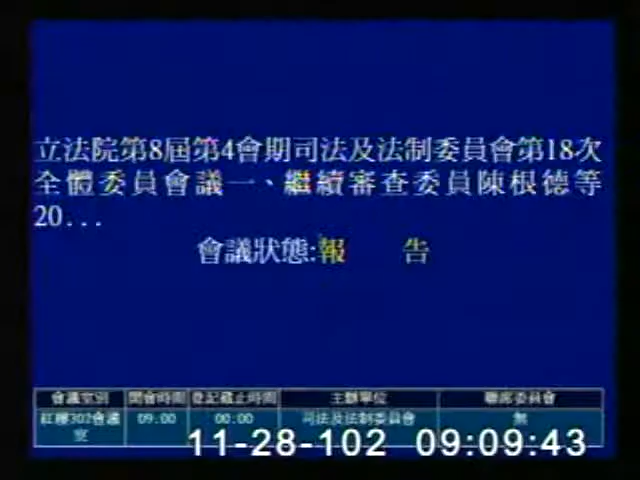 立法院第8屆第4會期司法及法制委員會第18次
全體委員會議一、繼續審查委員陳根德等
20...
會議狀態:報 告
會議室別 開會時間 登記截止時間 主辦單位 聯席委員會
紅樓302會議 09:00 00:00 司法及法制委員會 無
室
11-28-102 09:09:43